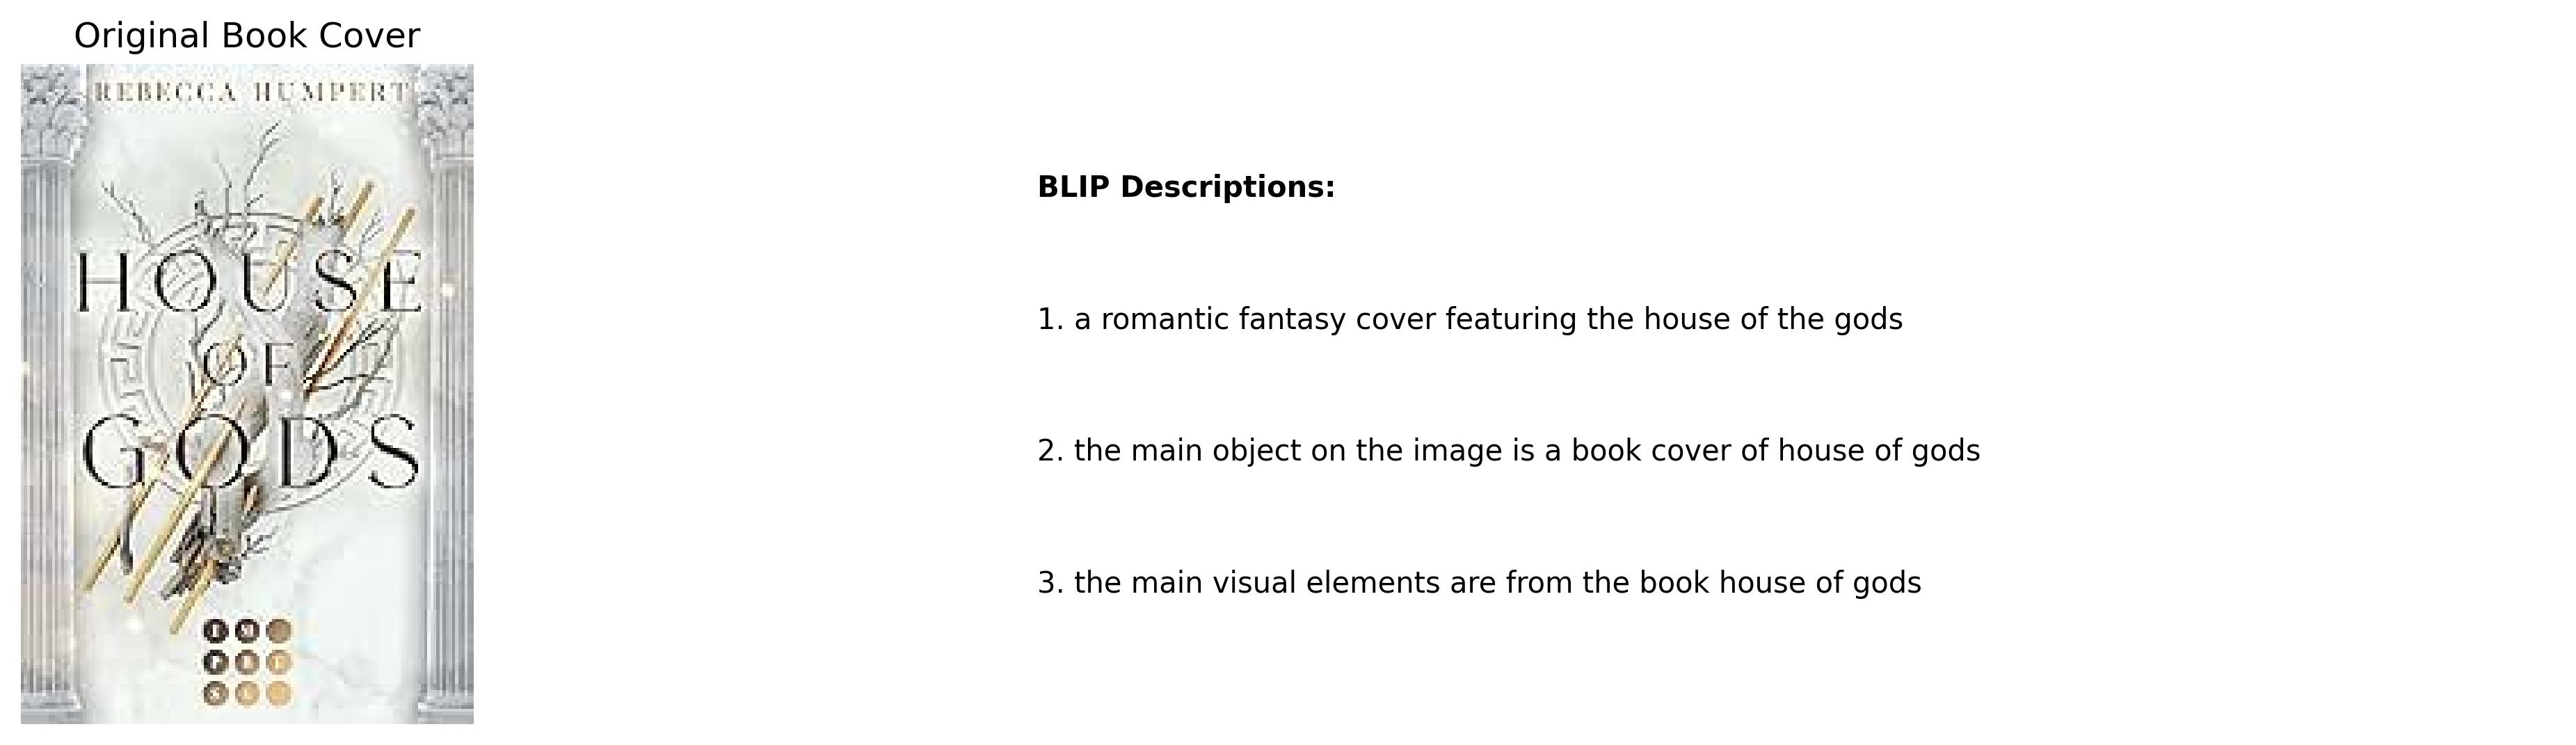 Original Book Cover
REBECCA HUMPERT
HOUSE
OF
GODS
BLIP Descriptions:
1. a romantic fantasy cover featuring the house of the gods
2. the main object on the image is a book cover of house of gods
3. the main visual elements are from the book house of gods